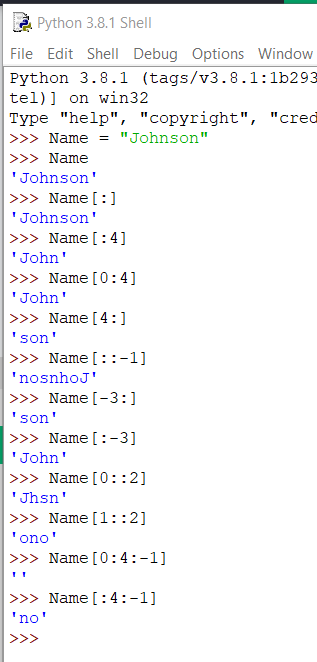 Python 3.8.1 Shell
File Edit Shell Debug Options Window
Python 3.8.1 (tags/v3.8.1:1b293
tel)] on win32
Type "help", "copyright", "cred
>>> Name = "Johnson"
>>> Name
'Johnson'
>>> Name[:]
'Johnson'
>>> Name[:4]
'John'
>>> Name[0:4]
'John'
>>> Name[4:]
'son'
>>> Name[::-1]
'nosnhoJ'
>>> Name[-3:]
'son'
>>> Name[:-3]
'John'
>>> Name[0::2]
'Jhsn'
>>> Name[1::2]
'ono'
>>> Name[0:4:-1]
''
>>> Name[:4:-1]
'no'
>>>